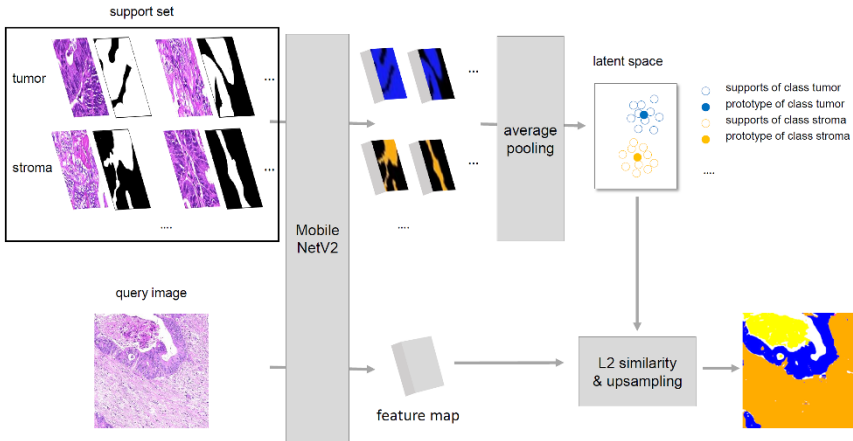 support set
tumor
...
stroma
...
....
Mobile
NetV2
...
...
....
average
pooling
latent space
supports of class tumor
prototype of class tumor
supports of class stroma
prototype of class stroma
....
query image
feature map
L2 similarity
& upsampling